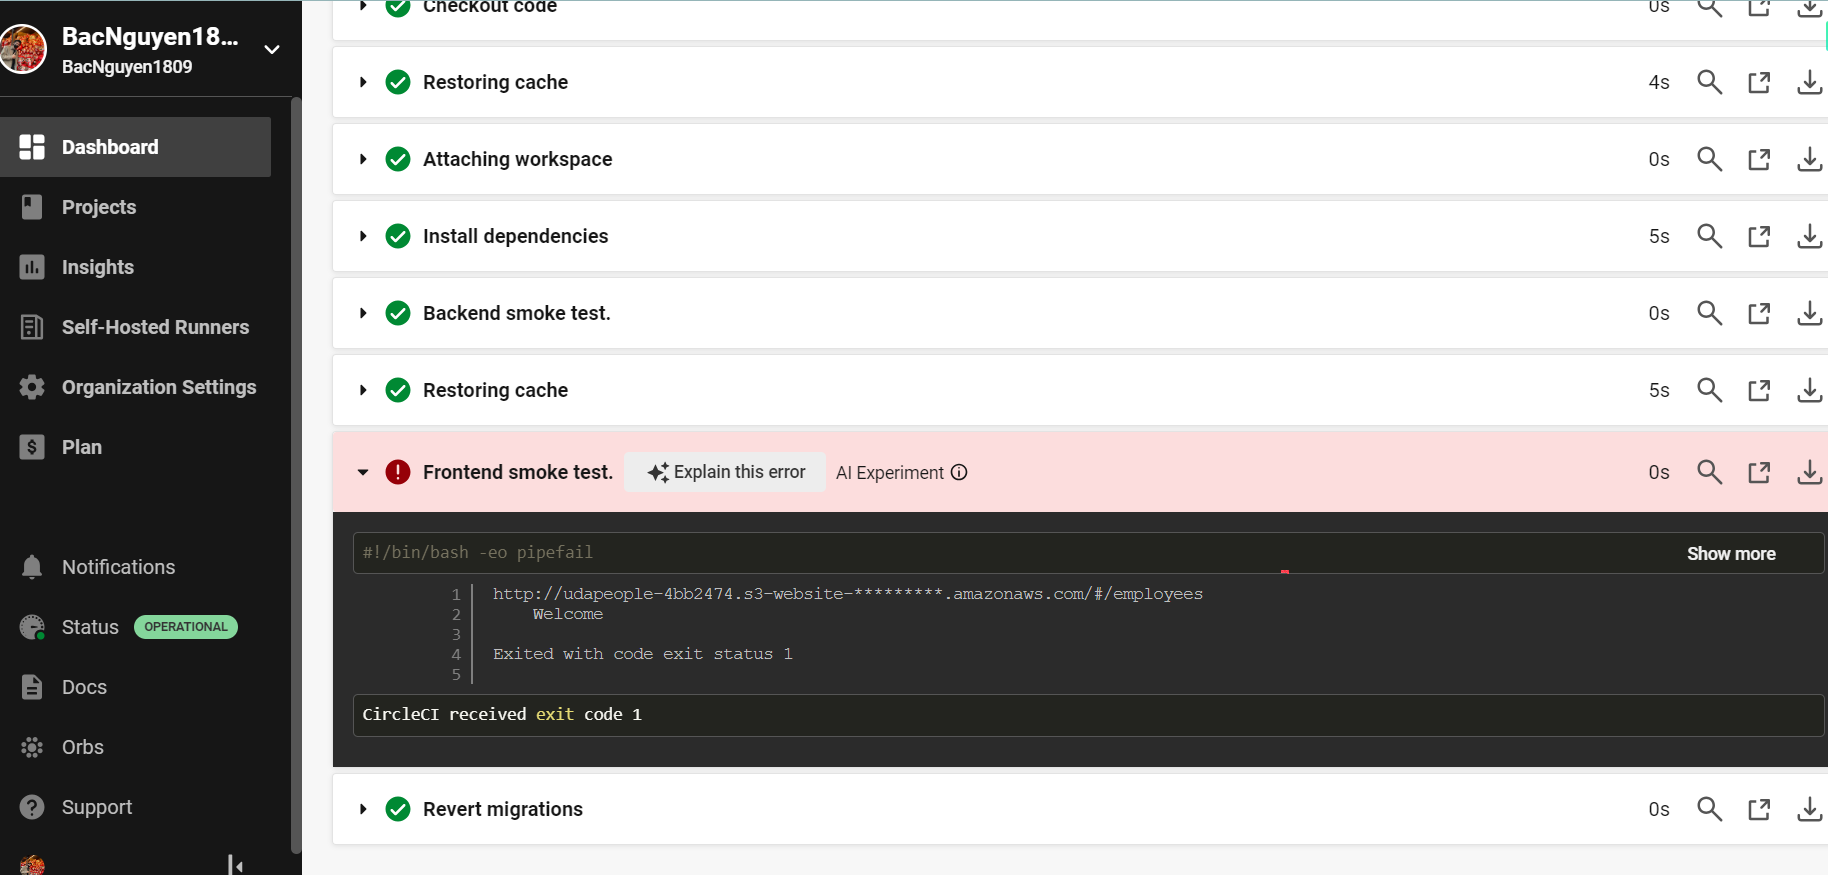 BacNguyen18...
BacNguyen1809
Dashboard
Projects
Insights
Self-Hosted Runners
Organization Settings
$ Plan
Notifications
Status OPERATIONAL
Docs
Orbs
? Support
Checkout code 0s
Restoring cache 4s
Attaching workspace 0s
Install dependencies 5s
Backend smoke test. 0s
Restoring cache 5s
! Frontend smoke test. Explain this error AI Experiment 0s
#!/bin/bash -eo pipefail Show more
1 http://udapeople-4bb2474.s3-website-*********.amazonaws.com/#/employees
2 Welcome
3
4 Exited with code exit status 1
5
CircleCI received exit code 1
Revert migrations 0s